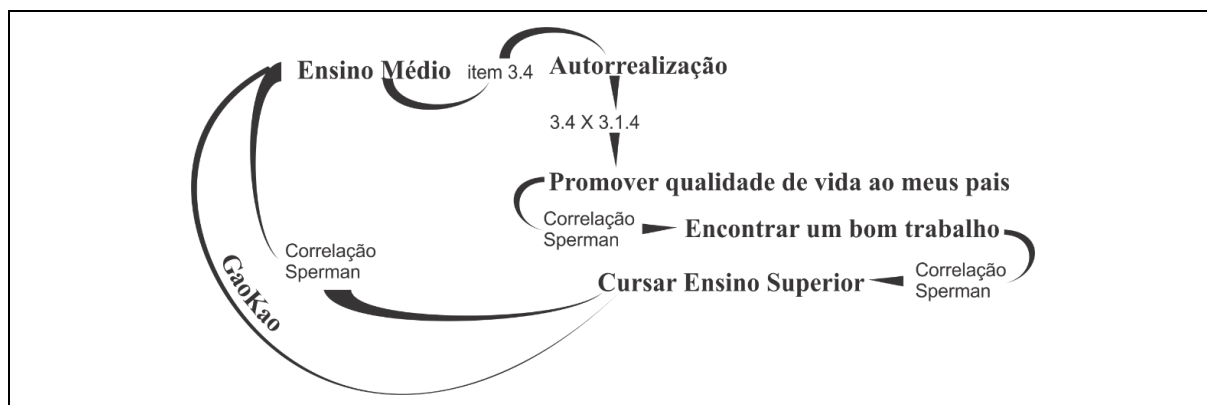 Ensino Médio item 3.4 Autorrealização
3.4 X 3.1.4
Promover qualidade de vida ao meus pais
Correlação
Sperman
Encontrar um bom trabalho
Correlação
Sperman
Cursar Ensino Superior
Correlação
Sperman
GaoKao